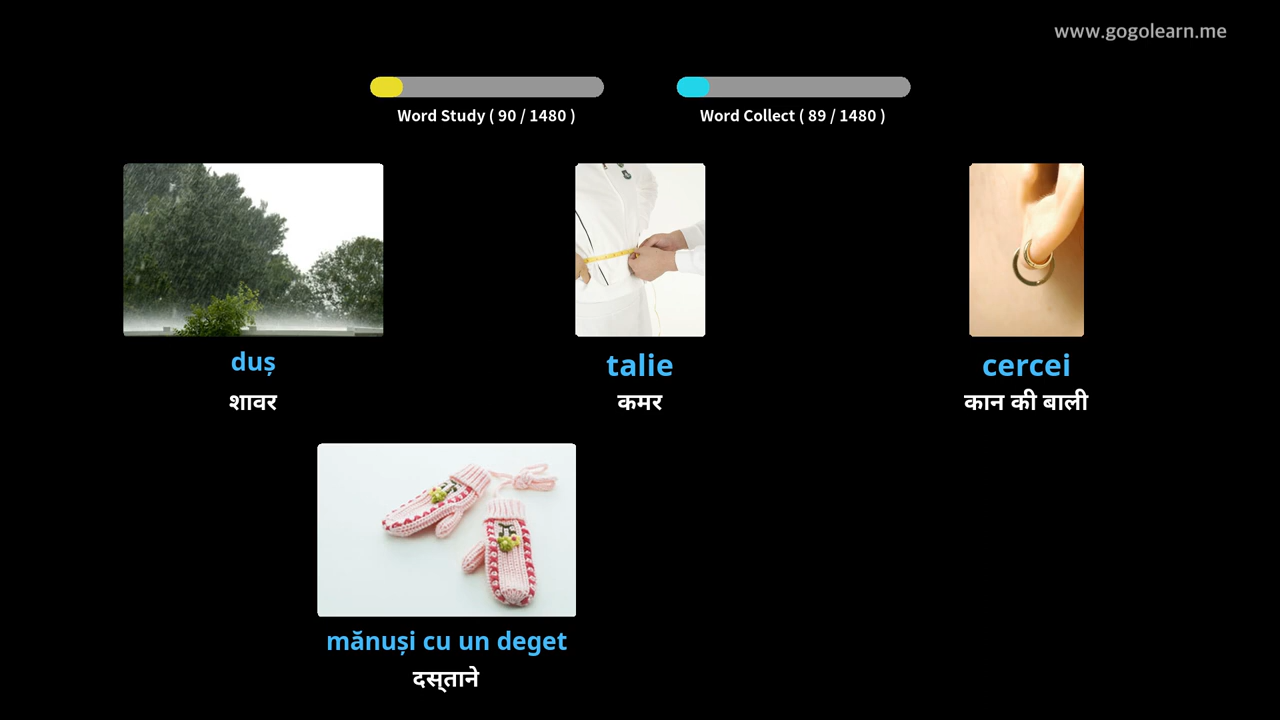 www.gogolearn.me
Word Study ( 90 / 1480 )
Word Collect ( 89 / 1480 )
duș
शावर
talie
कमर
cercei
कान की बाली
mănuși cu un deget
दस्ताने